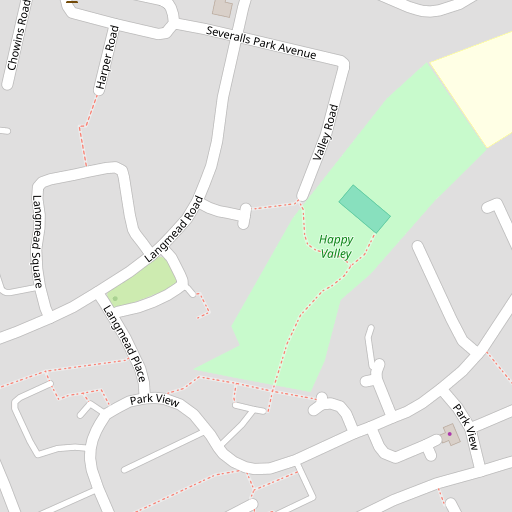 Chowins Road
Harper Road
Severalls Park Avenue
Valley Road
Langmead Square
Langmead Road
Happy
Valley
Langmead Place
Park View
Park View